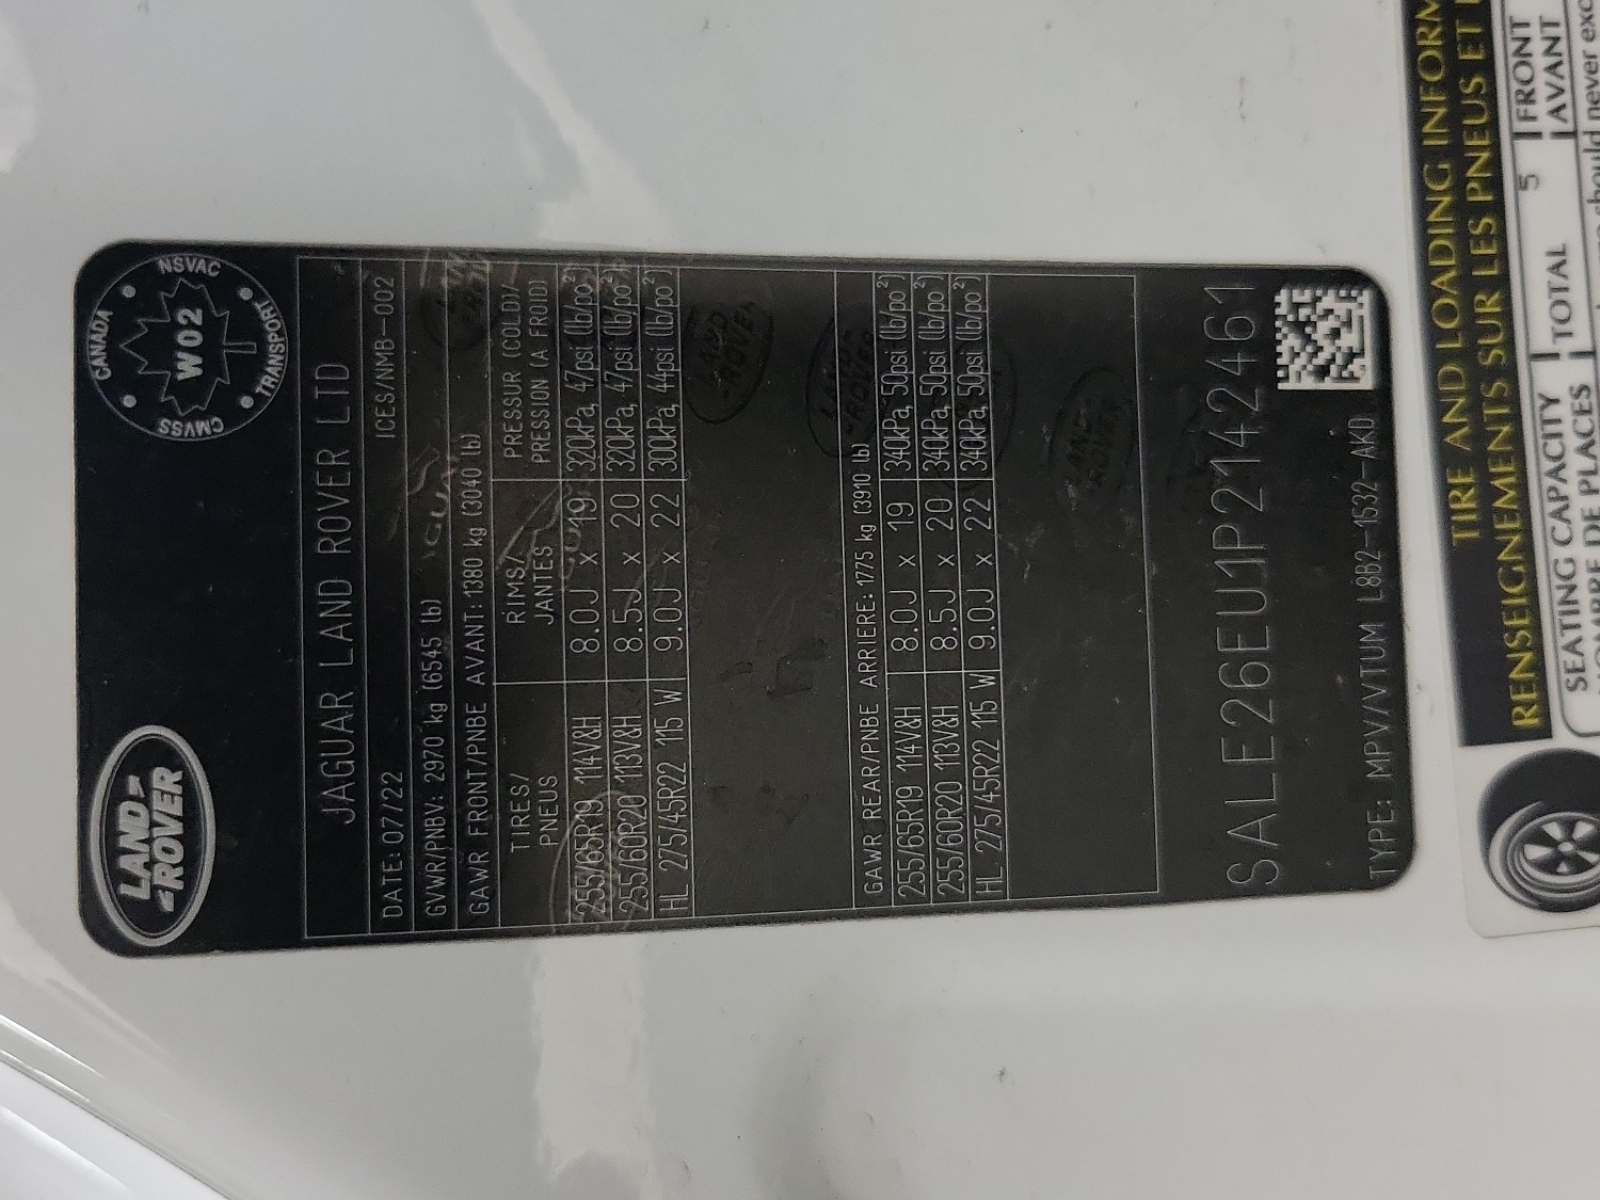 LAND-
-ROVER
CANADA
NSVAC
W02
TRANSPORT
CMVSS
JAGUAR LAND ROVER LTD
DATE: 07/22 ICES/NMB-002
GVWR/PNBV: 2970 kg (6545 lb)
GAWR FRONT/PNBE AVANT: 1380 kg (3040 lb)
TIRES/ RIMS/ PRESSUR (COLD)/
PNEUS JANTES PRESSION (A FROID)
255/65R19 114V&H 8.0J x 19 320kPa, 47psi (lb/po²)
255/60R20 113V&H 8.5J x 20 320kPa, 47psi (lb/po²)
HL 275/45R22 115 W 9.0J x 22 300kPa, 44psi (lb/po²)
GAWR REAR/PNBE ARRIERE: 1775 kg (3910 lb)
255/65R19 114V&H 8.0J x 19 340kPa, 50psi (lb/po²)
255/60R20 113V&H 8.5J x 20 340kPa, 50psi (lb/po²)
HL 275/45R22 115 W 9.0J x 22 340kPa, 50psi (lb/po²)
SALE26EU1P2142461
TYPE: MPV/VTUM L8B2-1532-AKD
TIRE AND LOADING INFORM
RENSEIGNEMENTS SUR LES PNEUS ET
SEATING CAPACITY TOTAL 5 FRONT
NOMBRE DE PLACES AVANT
should never exc